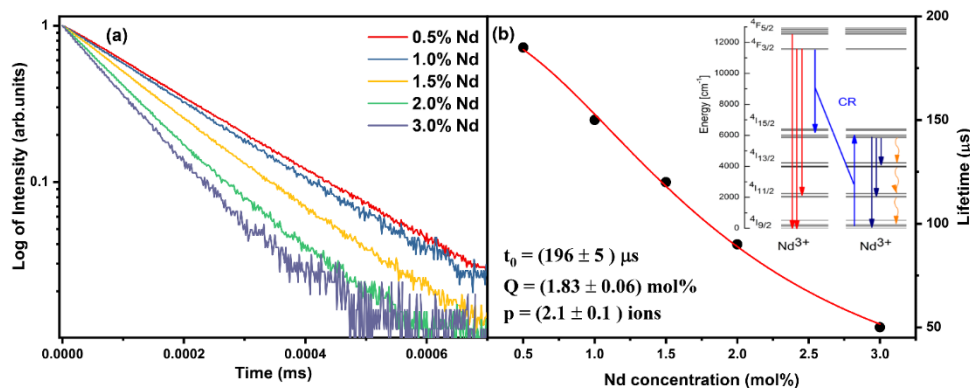 (a)
0.5% Nd
1.0% Nd
1.5% Nd
2.0% Nd
3.0% Nd
Log of Intensity (arb.units)
1
0.1
0.0000
0.0002
0.0004
0.0006
Time (ms)
(b)
t₀ = (196 ± 5 ) μs
Q = (1.83 ± 0.06) mol%
p = (2.1 ± 0.1 ) ions
0.5
1.0
1.5
2.0
2.5
3.0
Nd concentration (mol%)
200
150
100
50
Lifetime (μs)
⁴F₅/₂
⁴F₃/₂
⁴I₁₅/₂
⁴I₁₃/₂
⁴I₁₁/₂
⁴I₉/₂
Energy [cm⁻¹]
12000
10000
8000
6000
4000
2000
0
CR
Nd³⁺
Nd³⁺